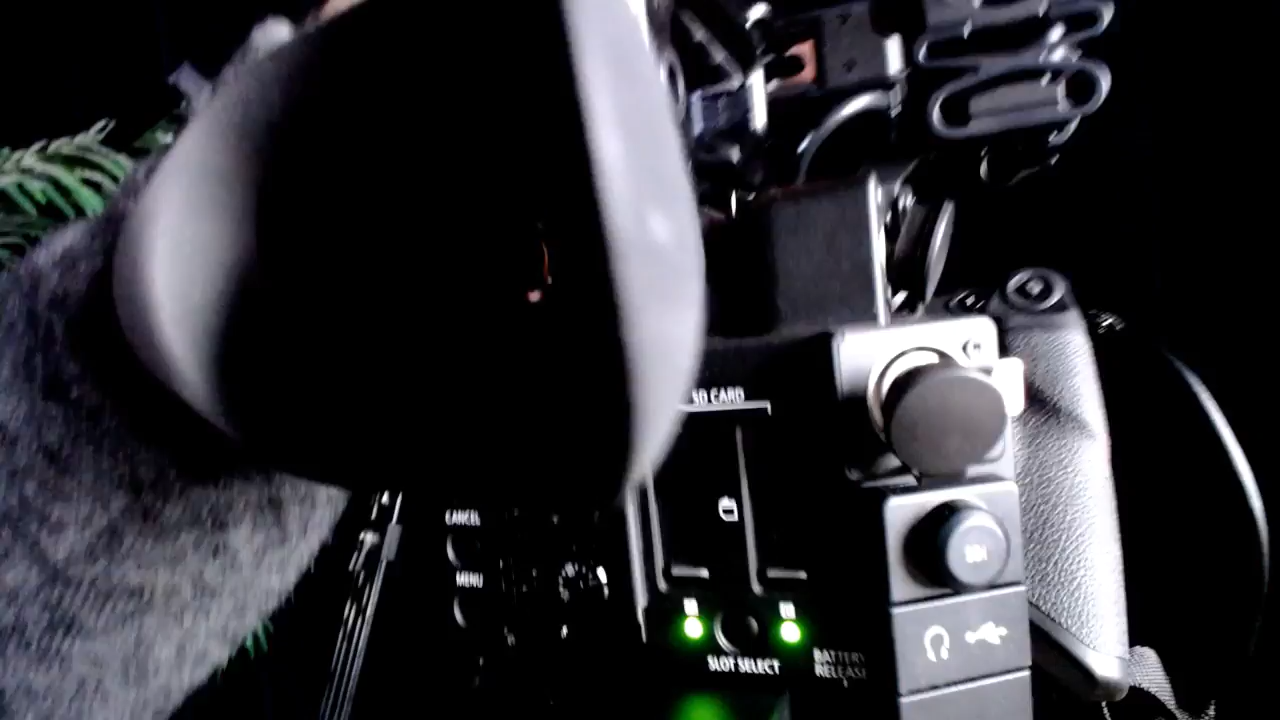 SD CARD
CANCEL
MENU
SLOT SELECT
BATTERY
RELEASE